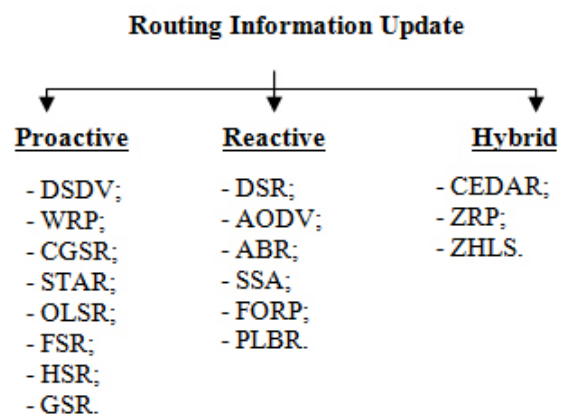 Routing Information Update
Proactive
- DSDV;
- WRP;
- CGSR;
- STAR;
- OLSR;
- FSR;
- HSR;
- GSR.
Reactive
- DSR;
- AODV;
- ABR;
- SSA;
- FORP;
- PLBR.
Hybrid
- CEDAR;
- ZRP;
- ZHLS.